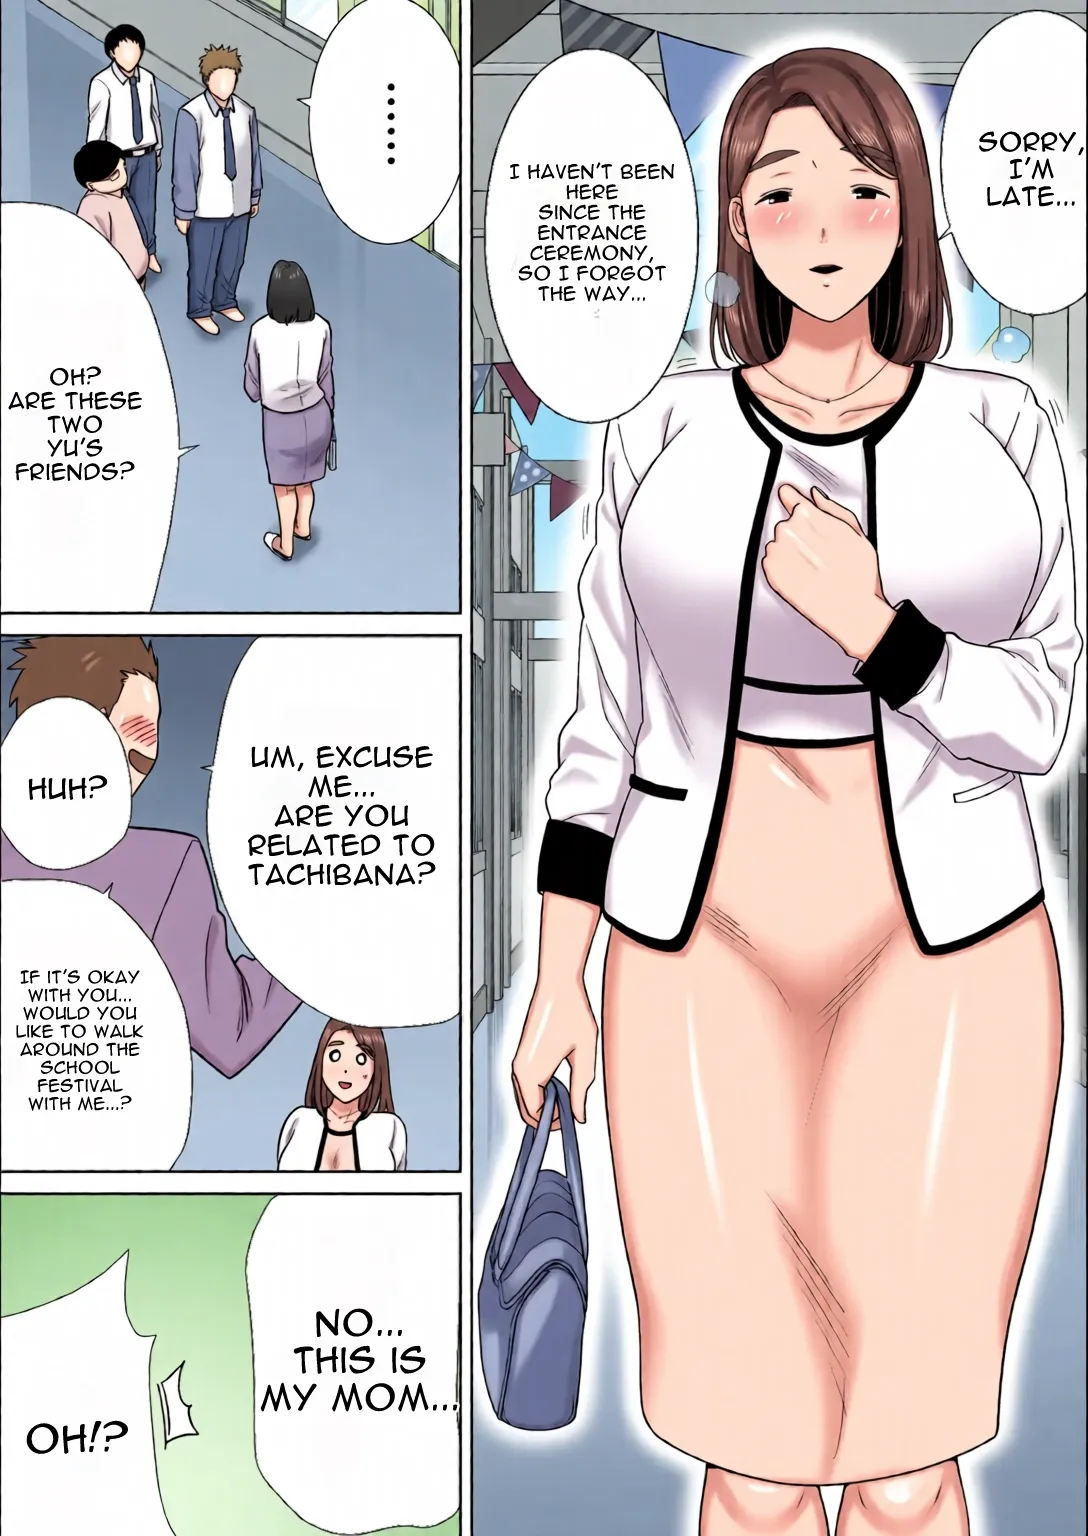 SORRY,
I'M
LATE...
I HAVEN'T BEEN
HERE
SINCE THE
ENTRANCE
CEREMONY,
SO I FORGOT
THE WAY...
......
OH?
ARE THESE
TWO
YU'S
FRIENDS?
UM, EXCUSE
ME...
ARE YOU
RELATED TO
TACHIBANA?
HUH?
IF IT'S OKAY
WITH YOU...
WOULD YOU
LIKE TO WALK
AROUND THE
SCHOOL
FESTIVAL
WITH ME...?
NO...
THIS IS
MY MOM...
OH!?